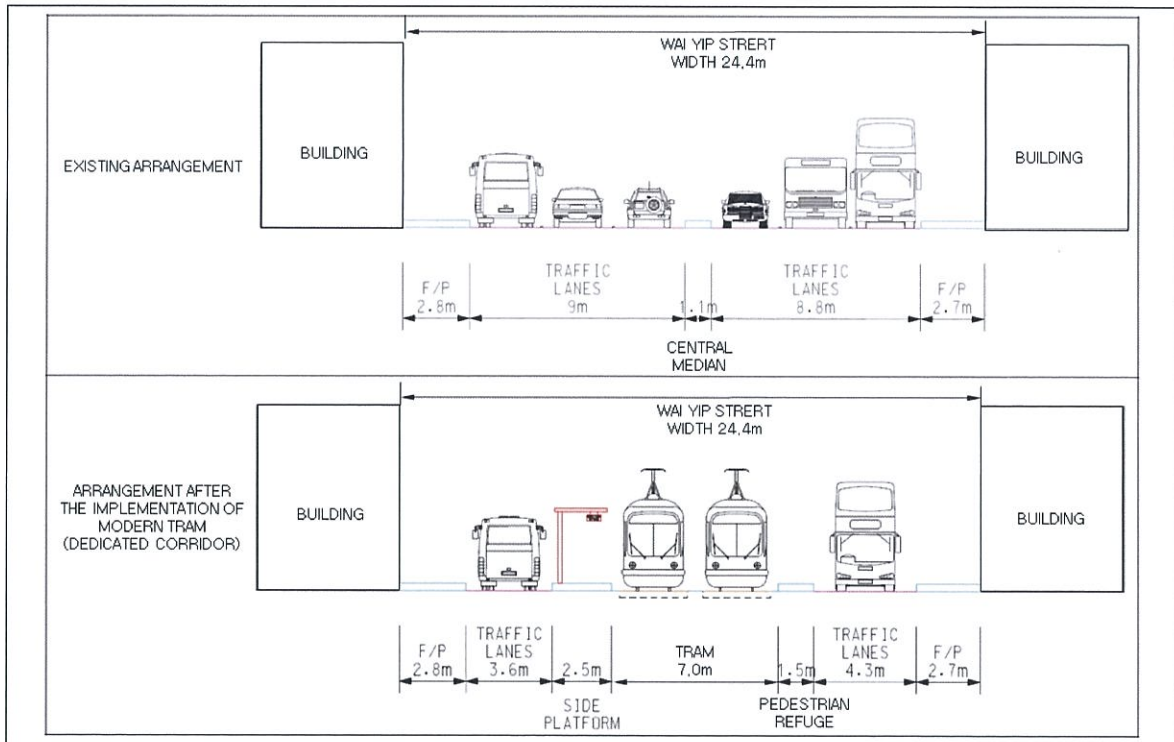 WAI YIP STRERT
WIDTH 24,4m
EXISTING ARRANGEMENT
BUILDING
BUILDING
F/P
2.8m
TRAFFIC
LANES
9m
1.1m
TRAFFIC
LANES
8.8m
F/P
2.7m
CENTRAL
MEDIAN
WAI YIP STRERT
WIDTH 24,4m
ARRANGEMENT AFTER
THE IMPLEMENTATION OF
MODERN TRAM
(DEDICATED CORRIDOR)
BUILDING
BUILDING
F/P
2.8m
TRAFFIC
LANES
3.6m
2.5m
TRAM
7,0m
1.5m
TRAFFIC
LANES
4.3m
F/P
2.7m
SIDE
PLATFORM
PEDESTRIAN
REFUGE